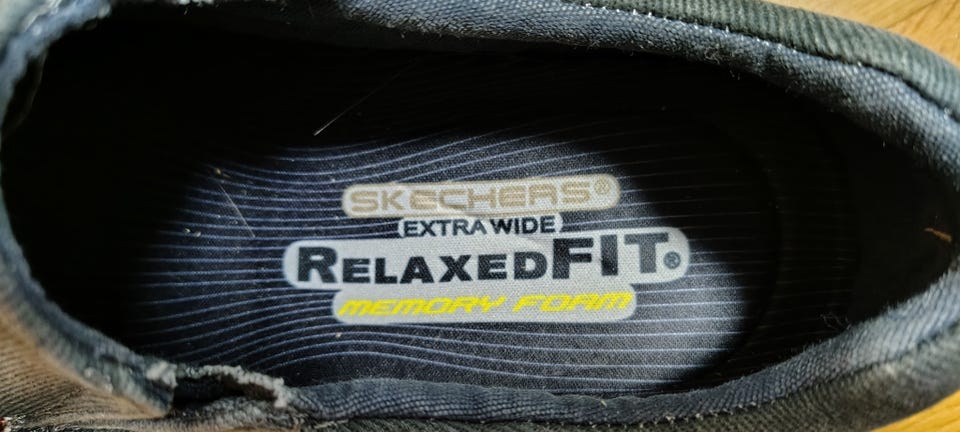 SKECHERS®
EXTRA WIDE
RELAXEDFIT®
MEMORY FOAM